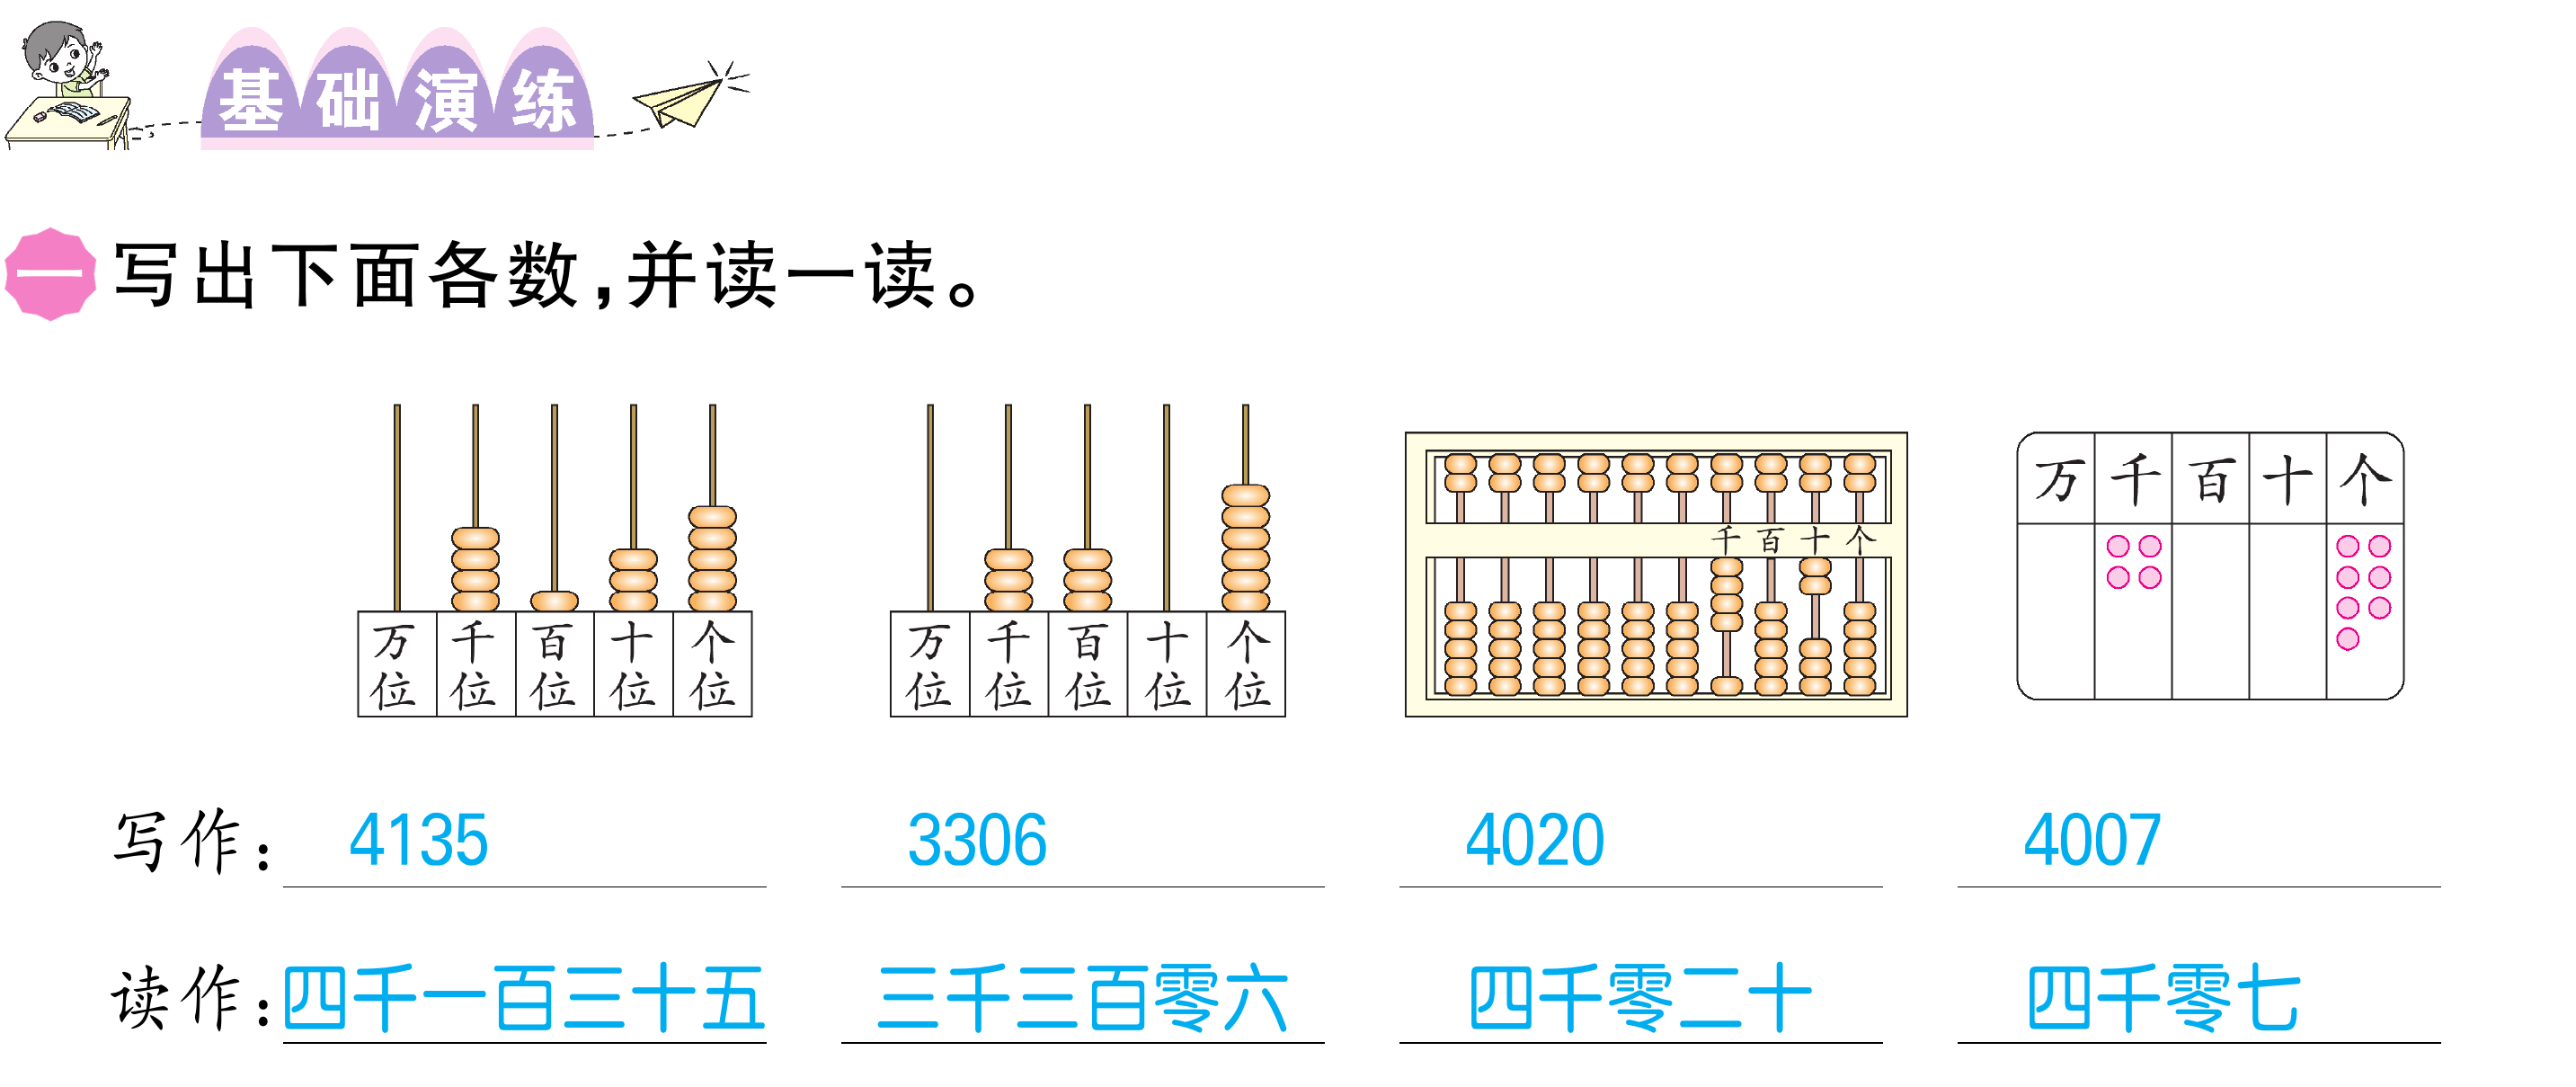 基础演练
一 写出下面各数,并读一读。
万位 千位 百位 十位 个位
万位 千位 百位 十位 个位
千 百 十 个
万 千 百 十 个
写作: 4135 3306 4020 4007
读作: 四千一百三十五 三千三百零六 四千零二十 四千零七